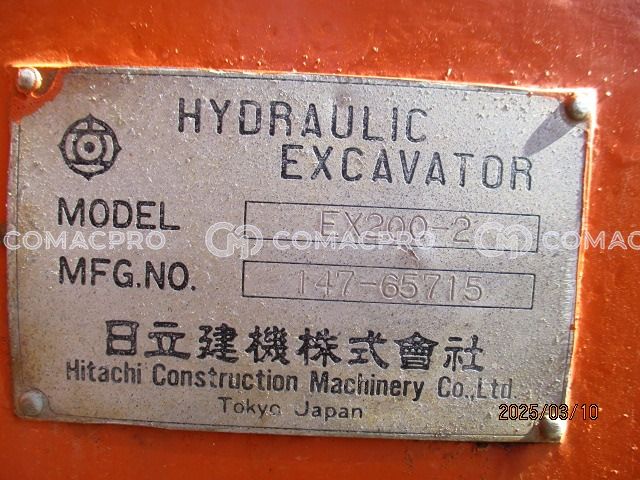 HYDRAULIC
EXCAVATOR
MODEL EX200-2
COMACPRO COMACPRO COMACPRO
MFG.NO. 147-65715
日立建機株式會社
Hitachi Construction Machinery Co.,Ltd.
Tokyo Japan
2025/03/10